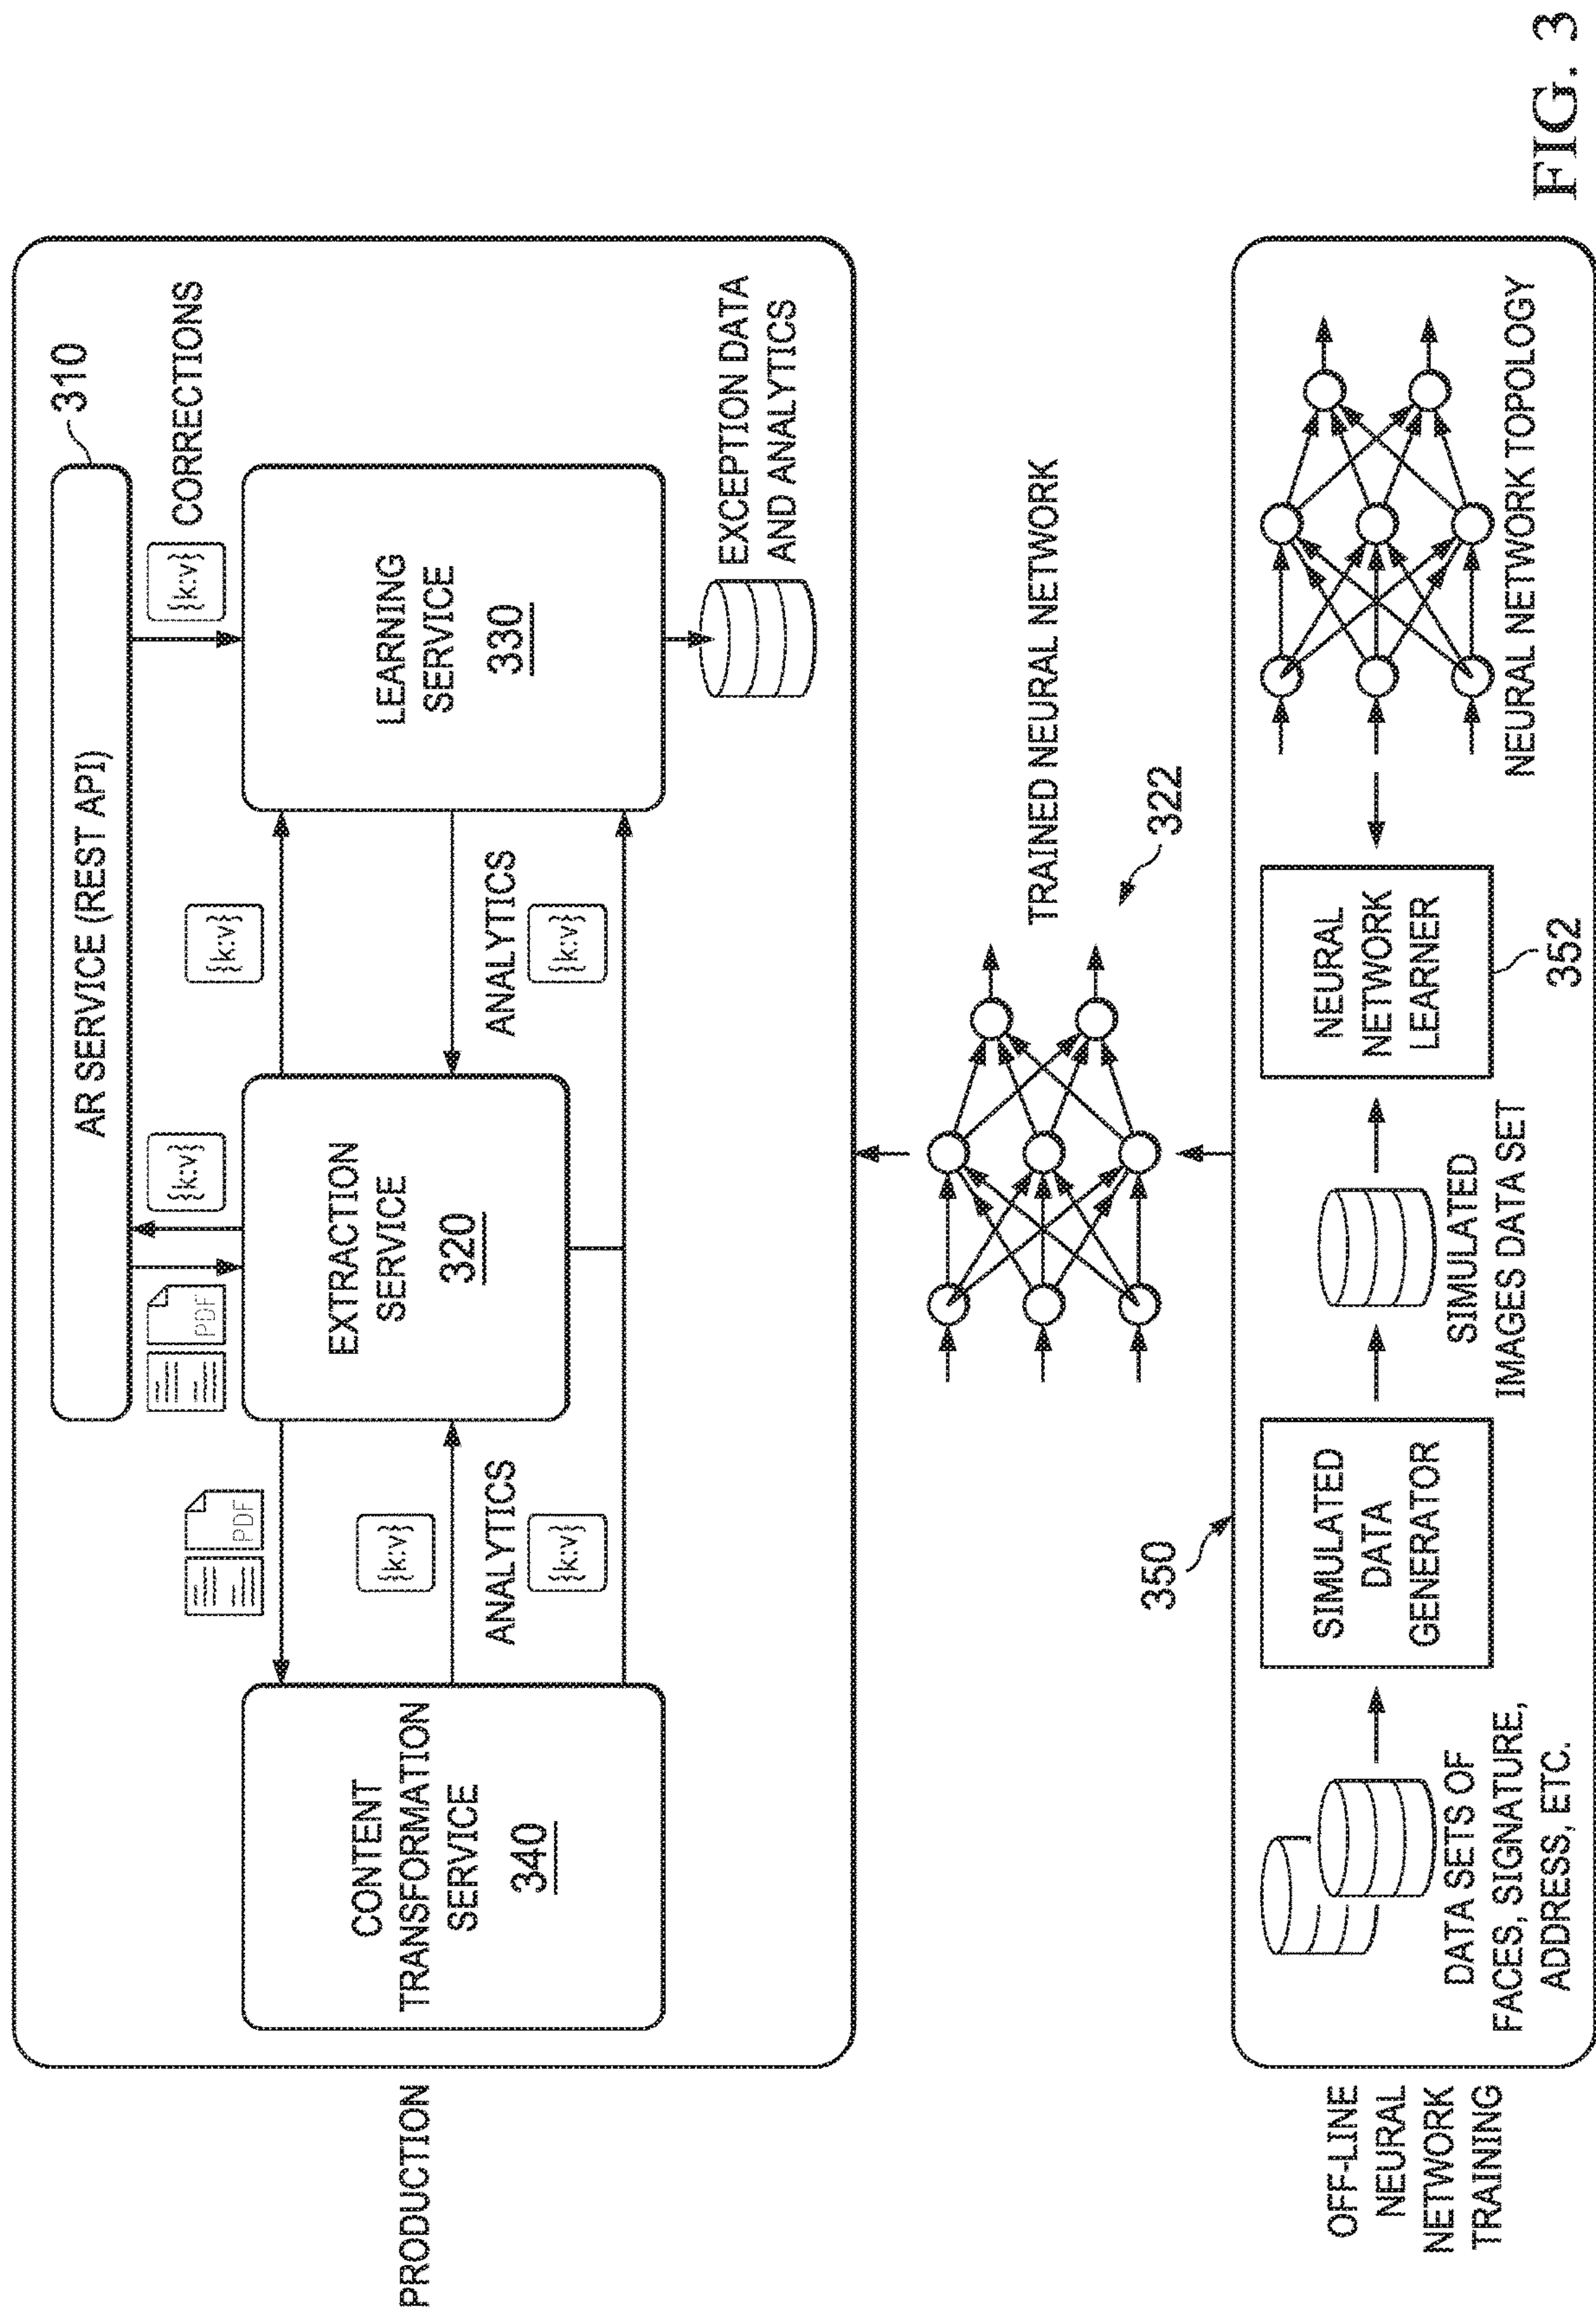 PRODUCTION
AR SERVICE (REST API)
310
PDF
{k:v}
{k:v}
CORRECTIONS
PDF
{k:v}
{k:v}
CONTENT
TRANSFORMATION
SERVICE
340
ANALYTICS
{k:v}
EXTRACTION
SERVICE
320
ANALYTICS
{k:v}
LEARNING
SERVICE
330
EXCEPTION DATA
AND ANALYTICS
TRAINED NEURAL NETWORK
322
350
OFF-LINE
NEURAL
NETWORK
TRAINING
DATA SETS OF
FACES, SIGNATURE,
ADDRESS, ETC.
SIMULATED
DATA
GENERATOR
SIMULATED
IMAGES DATA SET
NEURAL
NETWORK
LEARNER
352
NEURAL NETWORK TOPOLOGY
FIG. 3